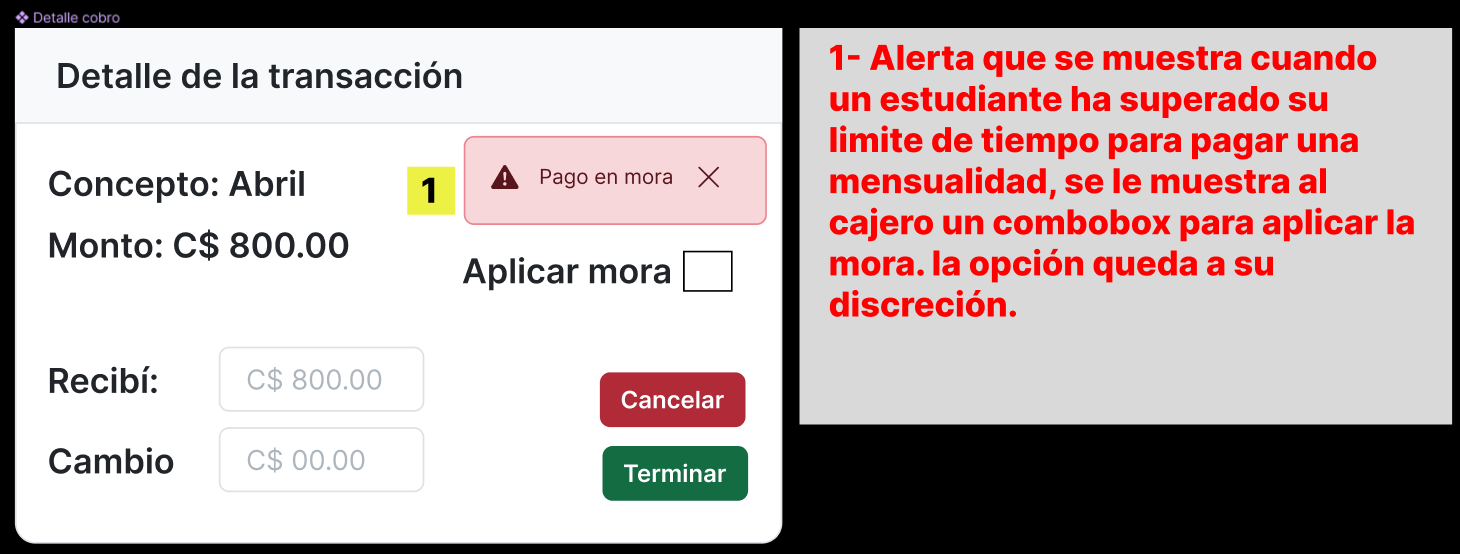 Detalle cobro
Detalle de la transacción
Concepto: Abril
1
Pago en mora
Monto: C$ 800.00
Aplicar mora
Recibí:
C$ 800.00
Cancelar
Cambio
C$ 00.00
Terminar
1- Alerta que se muestra cuando
un estudiante ha superado su
limite de tiempo para pagar una
mensualidad, se le muestra al
cajero un combobox para aplicar la
mora. la opción queda a su
discreción.